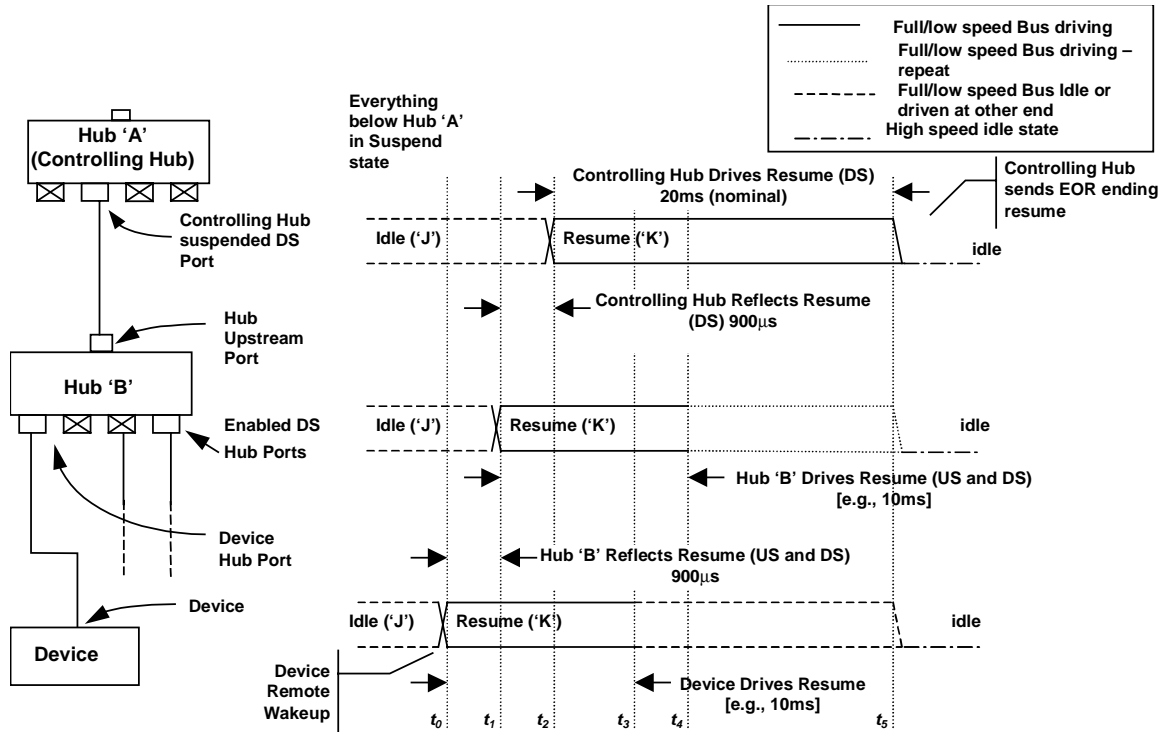 Full/low speed Bus driving
Full/low speed Bus driving –
repeat
Full/low speed Bus Idle or
driven at other end
High speed idle state
Hub ‘A’
(Controlling Hub)
Controlling Hub
suspended DS
Port
Hub
Upstream
Port
Hub ‘B’
Enabled DS
Hub Ports
Device
Hub Port
Device
Device
Everything
below Hub ‘A’
in Suspend
state
Controlling Hub Drives Resume (DS)
20ms (nominal)
Controlling Hub
sends EOR ending
resume
Idle (‘J’)
Resume (‘K’)
idle
Controlling Hub Reflects Resume
(DS) 900μs
Idle (‘J’)
Resume (‘K’)
idle
Hub ‘B’ Drives Resume (US and DS)
[e.g., 10ms]
Hub ‘B’ Reflects Resume (US and DS)
900μs
Idle (‘J’)
Resume (‘K’)
idle
Device
Remote
Wakeup
Device Drives Resume
[e.g., 10ms]
t0 t1 t2 t3 t4 t5